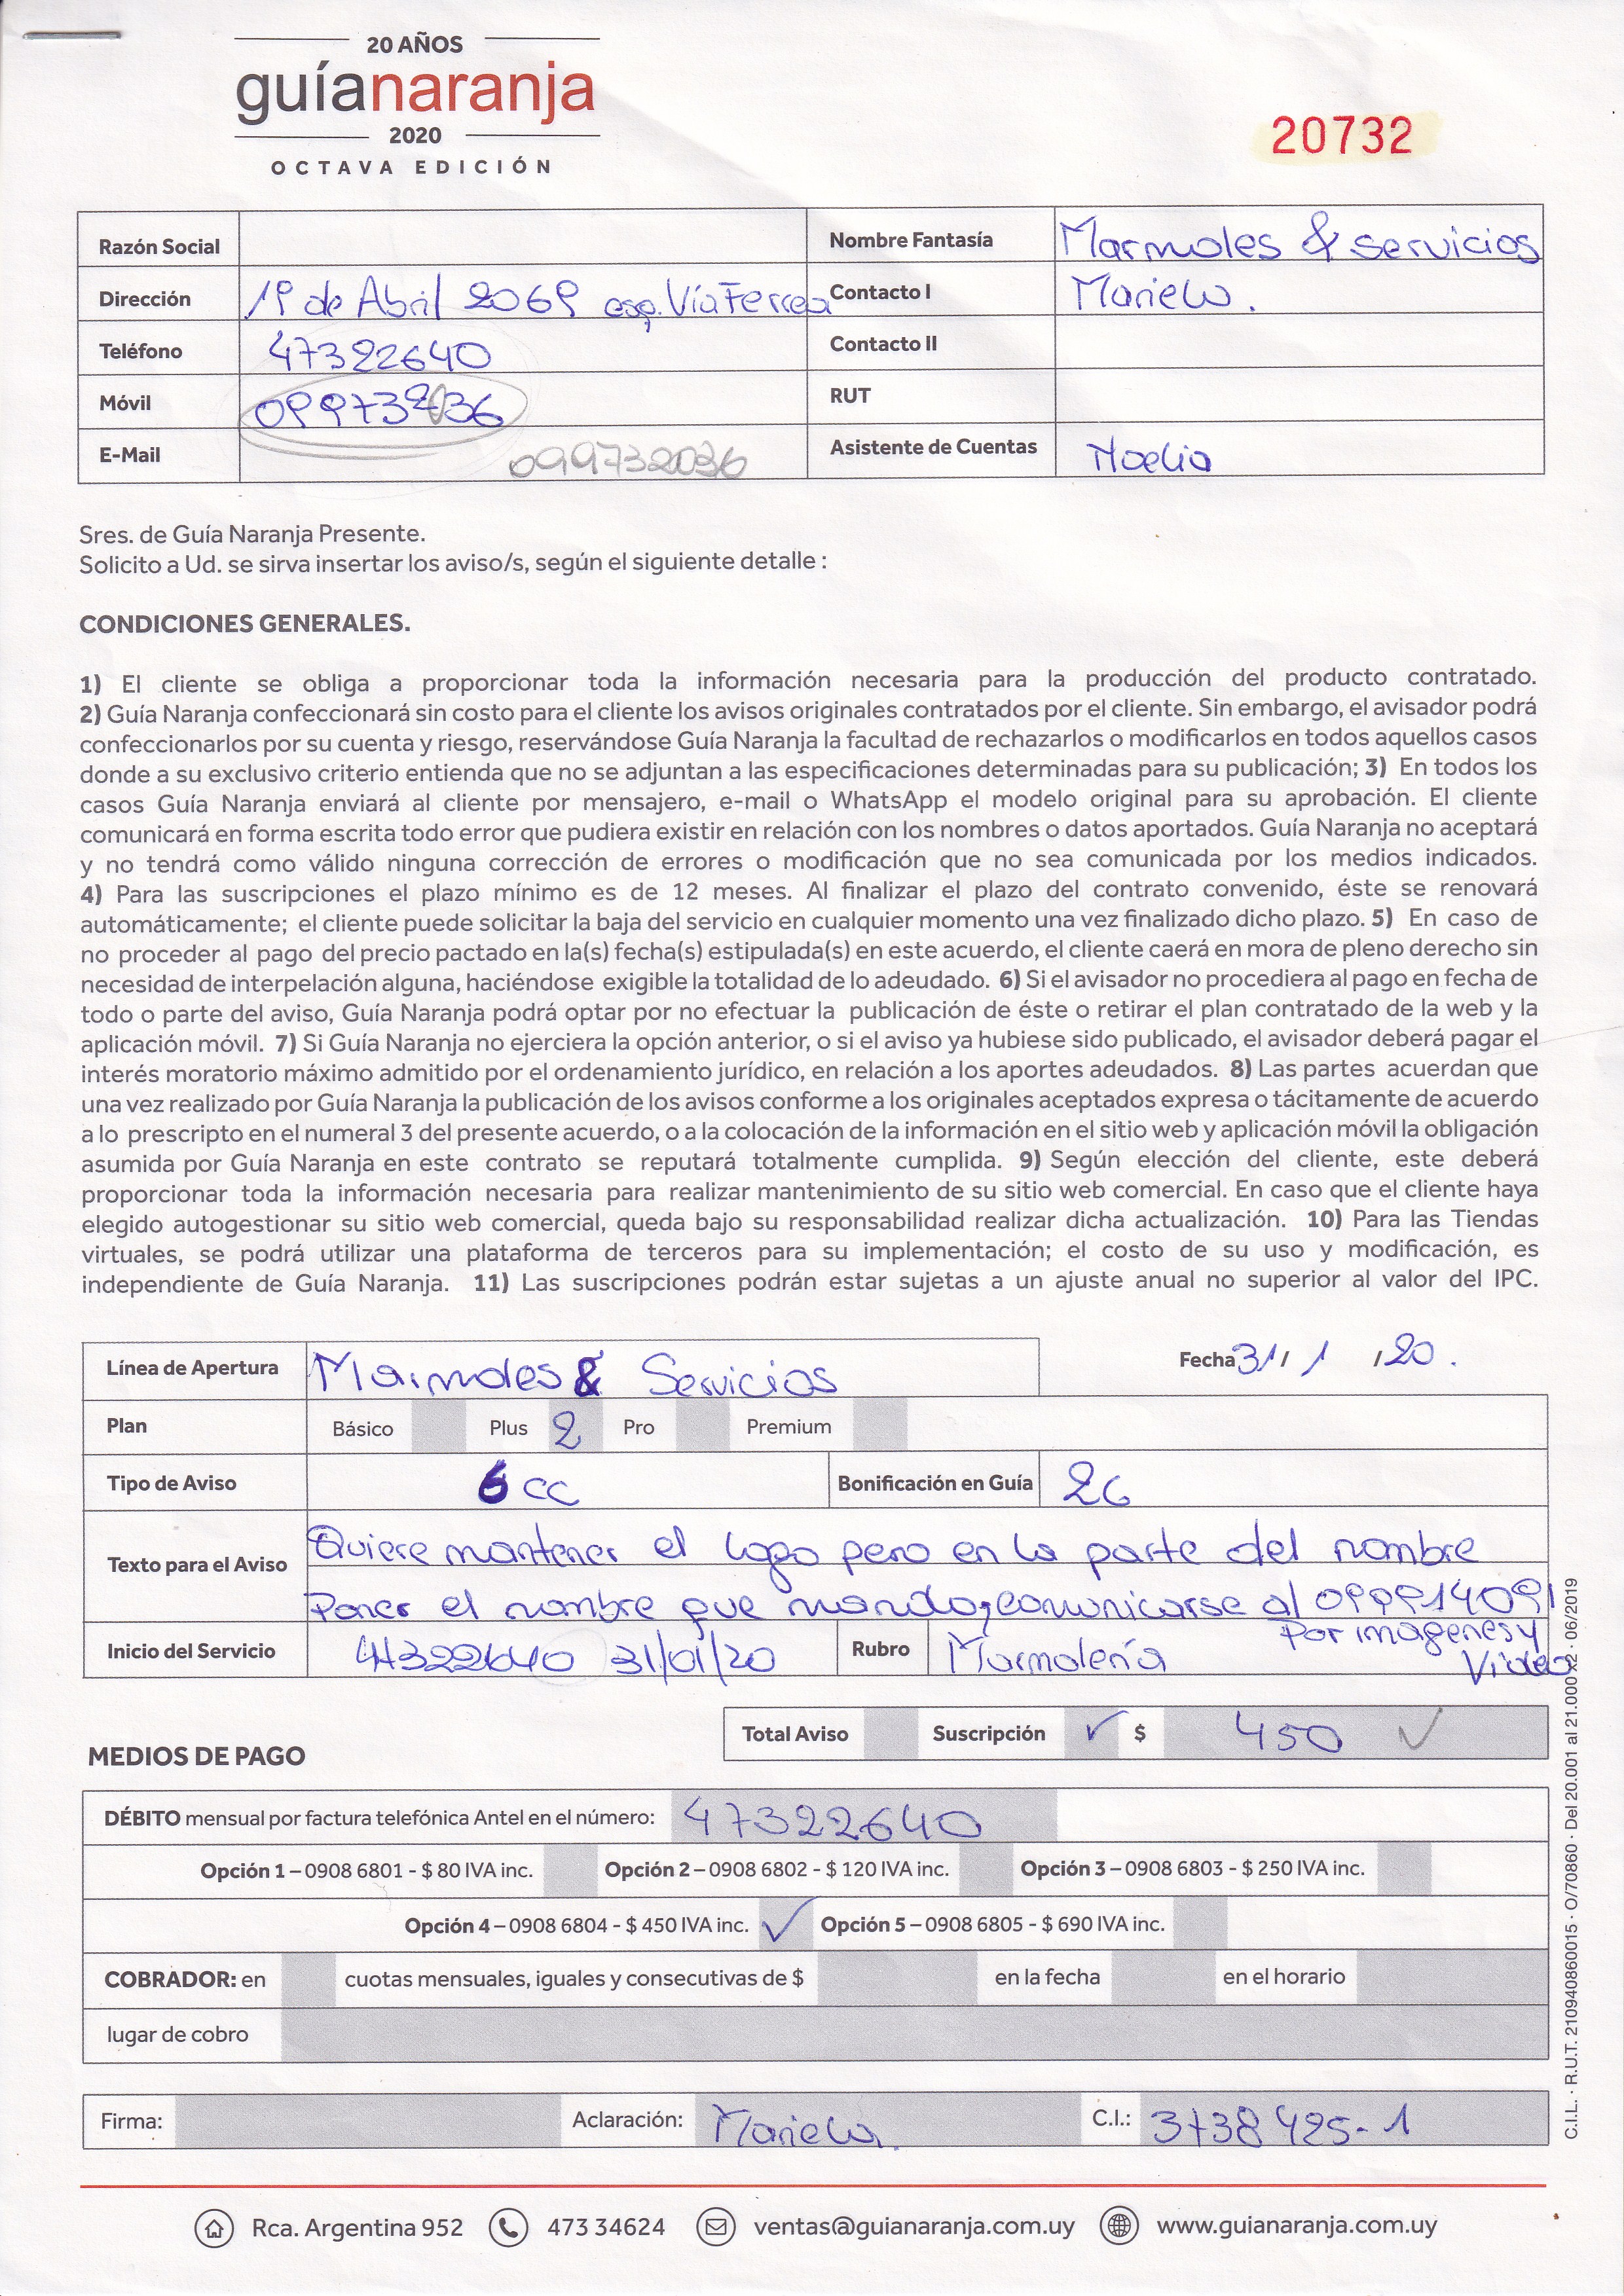 20 AÑOS
guíanaranja
2020
OCTAVA EDICIÓN
20732
Razón Social
Nombre Fantasía Marmoles & servicios
Dirección 1º de Abril 2069 esq. Vía Ferrea
Contacto I Mariela.
Teléfono 47322640
Contacto II
Móvil 099732036
RUT
E-Mail 099732036
Asistente de Cuentas Noelia
Sres. de Guía Naranja Presente.
Solicito a Ud. se sirva insertar los aviso/s, según el siguiente detalle :
CONDICIONES GENERALES.
1) El cliente se obliga a proporcionar toda la información necesaria para la producción del producto contratado.
2) Guía Naranja confeccionará sin costo para el cliente los avisos originales contratados por el cliente. Sin embargo, el avisador podrá
confeccionarlos por su cuenta y riesgo, reservándose Guía Naranja la facultad de rechazarlos o modificarlos en todos aquellos casos
donde a su exclusivo criterio entienda que no se adjuntan a las especificaciones determinadas para su publicación; 3) En todos los
casos Guía Naranja enviará al cliente por mensajero, e-mail o WhatsApp el modelo original para su aprobación. El cliente
comunicará en forma escrita todo error que pudiera existir en relación con los nombres o datos aportados. Guía Naranja no aceptará
y no tendrá como válido ninguna corrección de errores o modificación que no sea comunicada por los medios indicados.
4) Para las suscripciones el plazo mínimo es de 12 meses. Al finalizar el plazo del contrato convenido, éste se renovará
automáticamente; el cliente puede solicitar la baja del servicio en cualquier momento una vez finalizado dicho plazo. 5) En caso de
no proceder al pago del precio pactado en la(s) fecha(s) estipulada(s) en este acuerdo, el cliente caerá en mora de pleno derecho sin
necesidad de interpelación alguna, haciéndose exigible la totalidad de lo adeudado. 6) Si el avisador no procediera al pago en fecha de
todo o parte del aviso, Guía Naranja podrá optar por no efectuar la publicación de éste o retirar el plan contratado de la web y la
aplicación móvil. 7) Si Guía Naranja no ejerciera la opción anterior, o si el aviso ya hubiese sido publicado, el avisador deberá pagar el
interés moratorio máximo admitido por el ordenamiento jurídico, en relación a los aportes adeudados. 8) Las partes acuerdan que
una vez realizado por Guía Naranja la publicación de los avisos conforme a los originales aceptados expresa o tácitamente de acuerdo
a lo prescripto en el numeral 3 del presente acuerdo, o a la colocación de la información en el sitio web y aplicación móvil la obligación
asumida por Guía Naranja en este contrato se reputará totalmente cumplida. 9) Según elección del cliente, este deberá
proporcionar toda la información necesaria para realizar mantenimiento de su sitio web comercial. En caso que el cliente haya
elegido autogestionar su sitio web comercial, queda bajo su responsabilidad realizar dicha actualización. 10) Para las Tiendas
virtuales, se podrá utilizar una plataforma de terceros para su implementación; el costo de su uso y modificación, es
independiente de Guía Naranja. 11) Las suscripciones podrán estar sujetas a un ajuste anual no superior al valor del IPC.
Línea de Apertura Marmoles & Servicios
Fecha 31 / 1 / 20 .
Plan Básico Plus 2 Pro Premium
Tipo de Aviso 6 cc Bonificación en Guía 2G
Texto para el Aviso Quiere mantener el logo pero en la parte del nombre
Poner el nombre que mando, comunicarse al 099914091
Por imagenes y
Video
Inicio del Servicio 47322640 31/01/20 Rubro Marmolería
Total Aviso Suscripción ✓ $ 450 ✓
MEDIOS DE PAGO
DÉBITO mensual por factura telefónica Antel en el número: 47322640
Opción 1 – 0908 6801 - $ 80 IVA inc. Opción 2 – 0908 6802 - $ 120 IVA inc. Opción 3 – 0908 6803 - $ 250 IVA inc.
Opción 4 – 0908 6804 - $ 450 IVA inc. ✓ Opción 5 – 0908 6805 - $ 690 IVA inc.
COBRADOR: en cuotas mensuales, iguales y consecutivas de $ en la fecha en el horario
lugar de cobro
Firma: Aclaración: Mariela. C.I.: 3738425-1
Rca. Argentina 952 473 34624 ventas@guianaranja.com.uy www.guianaranja.com.uy
C.I.L. · R.U.T. 210940860015 · O/70860 · Del 20.001 al 21.000 x2 · 06/2019